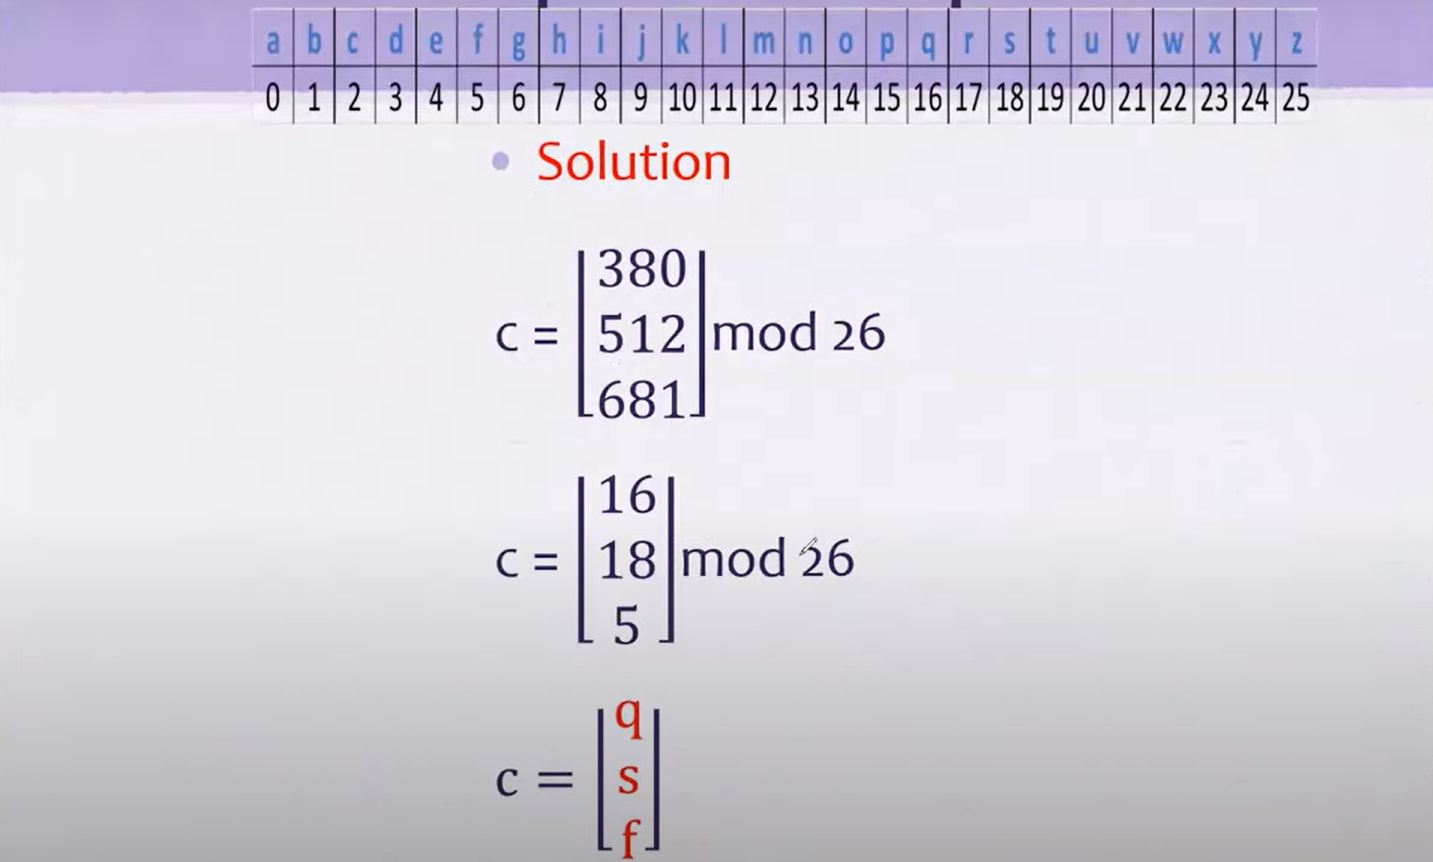 a b c d e f g h i j k l m n o p q r s t u v w x y z
0 1 2 3 4 5 6 7 8 9 10 11 12 13 14 15 16 17 18 19 20 21 22 23 24 25
• Solution
380
c = 512 mod 26
681
16
c = 18 mod 26
5
q
c = s
f